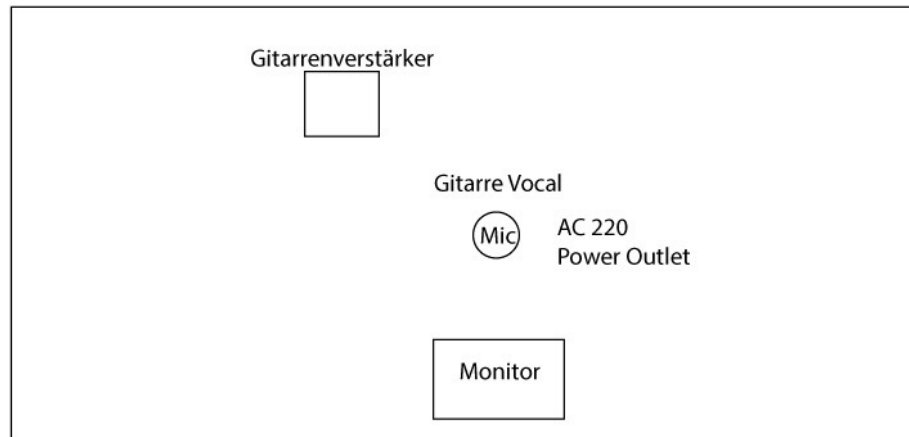 Gitarrenverstärker
Gitarre Vocal
Mic
AC 220
Power Outlet
Monitor